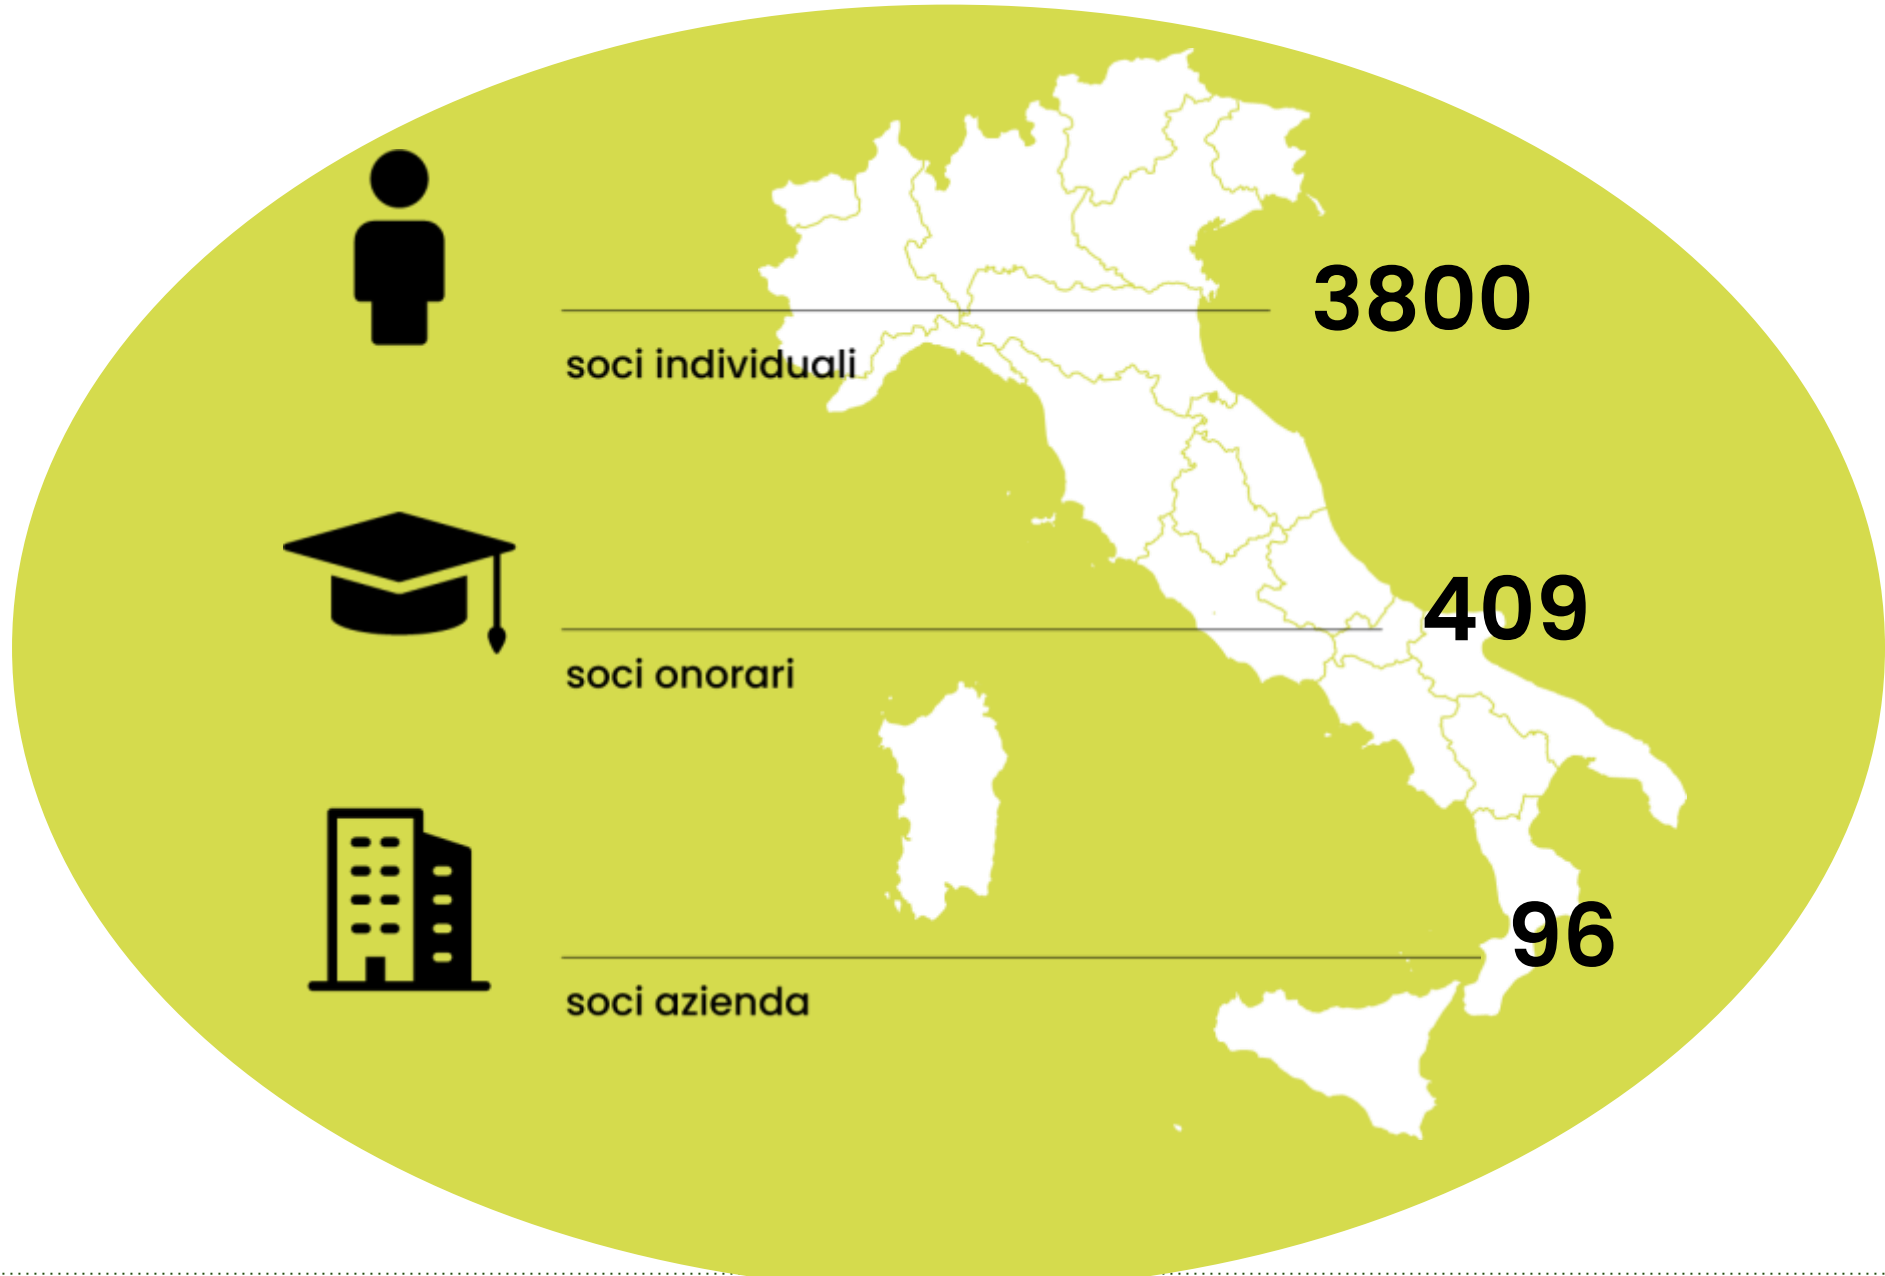 3800
soci individuali
409
soci onorari
96
soci azienda